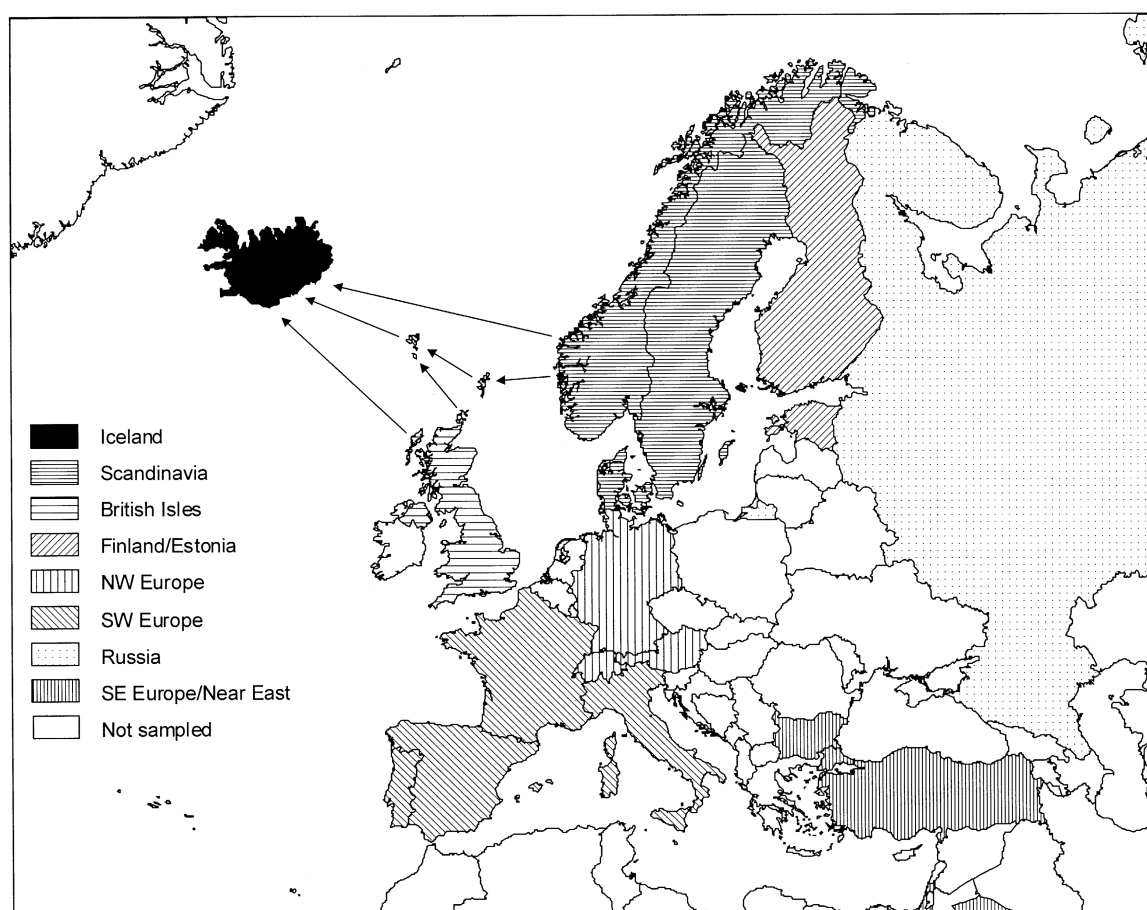 Iceland
Scandinavia
British Isles
Finland/Estonia
NW Europe
SW Europe
Russia
SE Europe/Near East
Not sampled